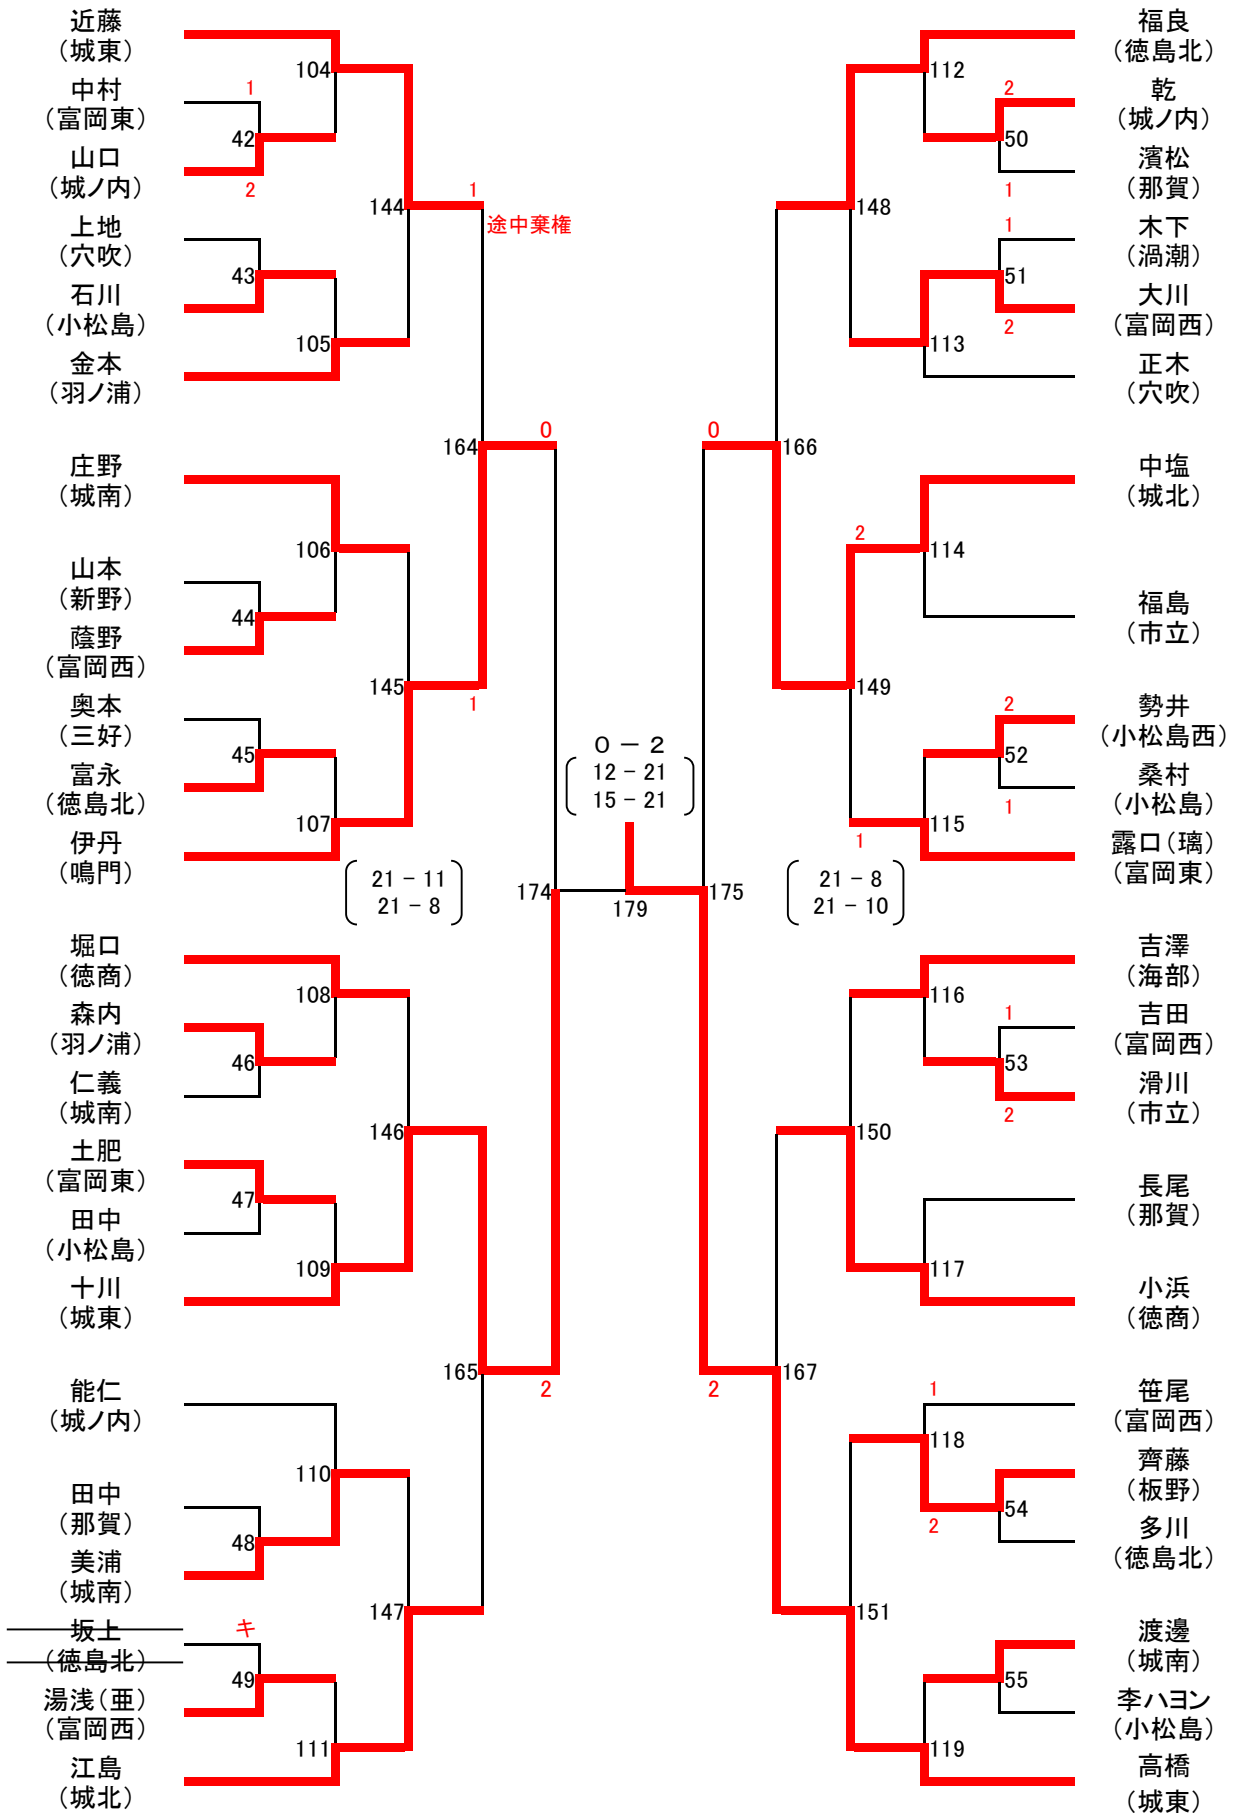 近藤
（城東）
104
中村
（富岡東）
1
42
山口
（城ノ内）
2
144
1
途中棄権
上地
（穴吹）
43
石川
（小松島）
105
金本
（羽ノ浦）
164
0
庄野
（城南）
106
山本
（新野）
44
蔭野
（富岡西）
145
1
奥本
（三好）
45
富永
（徳島北）
107
伊丹
（鳴門）
21 － 11
21 － 8
174
堀口
（徳商）
108
森内
（羽ノ浦）
46
仁義
（城南）
146
土肥
（富岡東）
47
田中
（小松島）
109
十川
（城東）
165
2
能仁
（城ノ内）
110
田中
（那賀）
48
美浦
（城南）
147
坂上
（徳島北）
キ
49
湯浅（亜）
（富岡西）
111
江島
（城北）
0 － 2
12 － 21
15 － 21
179
福良
（徳島北）
112
乾
（城ノ内）
2
50
濱松
（那賀）
1
148
木下
（渦潮）
1
51
大川
（富岡西）
2
113
正木
（穴吹）
0
166
中塩
（城北）
2
114
福島
（市立）
149
勢井
（小松島西）
2
52
桑村
（小松島）
1
115
1
露口（璃）
（富岡東）
21 － 8
21 － 10
175
吉澤
（海部）
116
吉田
（富岡西）
1
53
滑川
（市立）
2
150
長尾
（那賀）
117
小浜
（徳商）
2
167
笹尾
（富岡西）
1
118
齊藤
（板野）
2
54
多川
（徳島北）
151
渡邊
（城南）
55
李ハヨン
（小松島）
119
高橋
（城東）